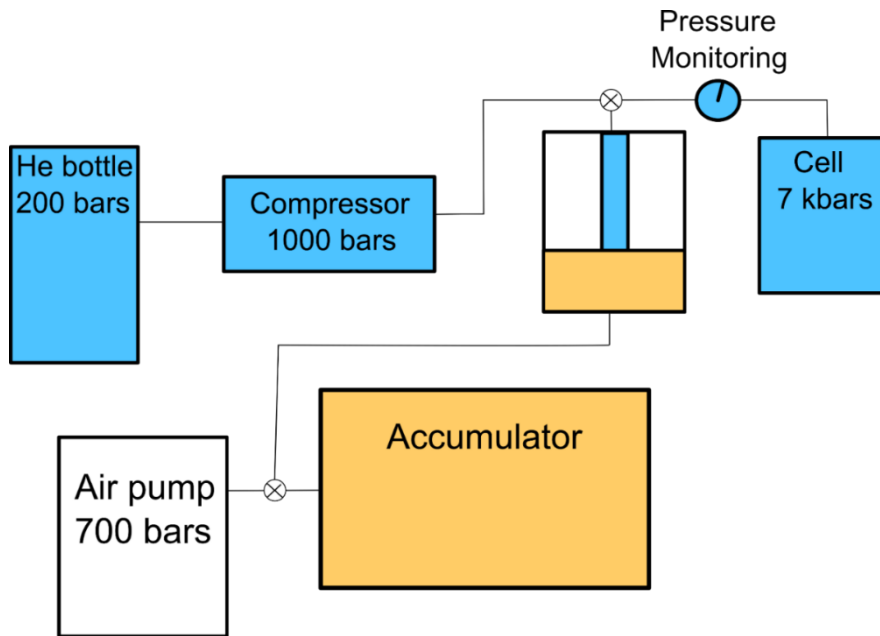 Pressure
Monitoring
He bottle
200 bars
Compressor
1000 bars
Cell
7 kbars
Accumulator
Air pump
700 bars